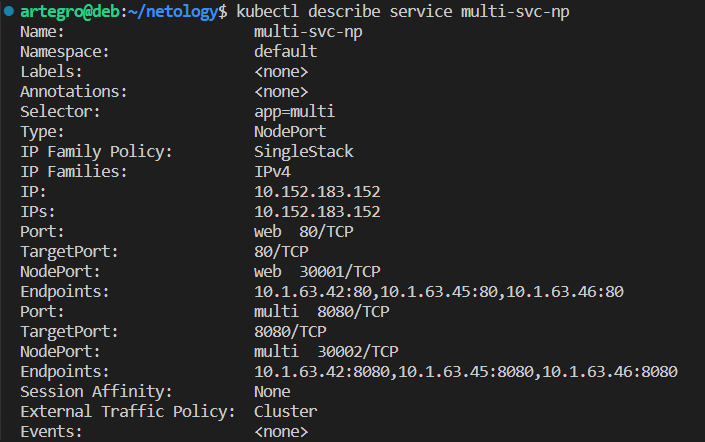 artegro@deb:~/netology$ kubectl describe service multi-svc-np
Name:                     multi-svc-np
Namespace:                default
Labels:                   <none>
Annotations:              <none>
Selector:                 app=multi
Type:                     NodePort
IP Family Policy:         SingleStack
IP Families:              IPv4
IP:                       10.152.183.152
IPs:                      10.152.183.152
Port:                     web  80/TCP
TargetPort:               80/TCP
NodePort:                 web  30001/TCP
Endpoints:                10.1.63.42:80,10.1.63.45:80,10.1.63.46:80
Port:                     multi  8080/TCP
TargetPort:               8080/TCP
NodePort:                 multi  30002/TCP
Endpoints:                10.1.63.42:8080,10.1.63.45:8080,10.1.63.46:8080
Session Affinity:         None
External Traffic Policy:  Cluster
Events:                   <none>